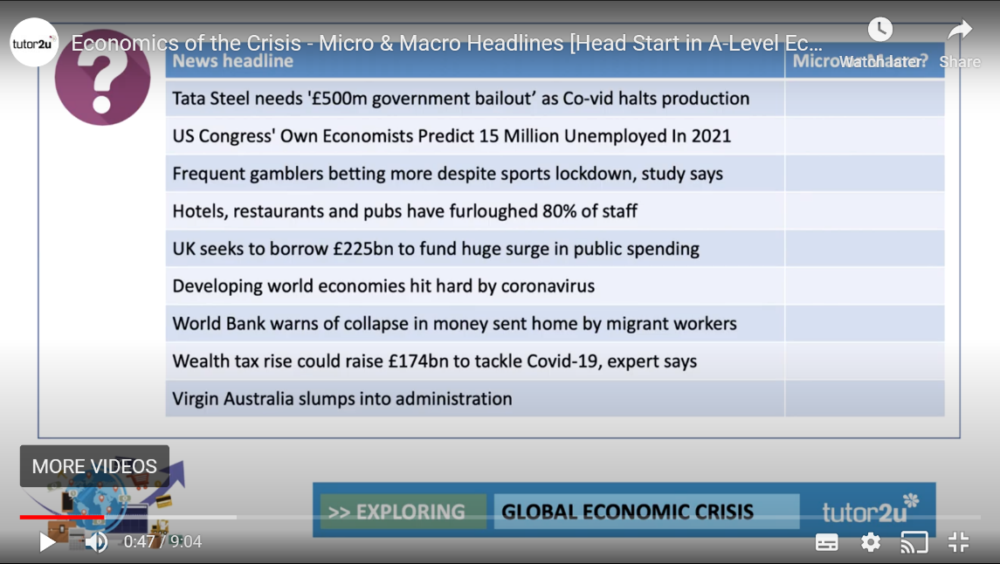 tutor2u
Economics of the Crisis - Micro & Macro Headlines [Head Start in A-Level Ec...
Watch later
Share
?
News headline
Micro or Macro?
Tata Steel needs '£500m government bailout’ as Co-vid halts production
US Congress' Own Economists Predict 15 Million Unemployed In 2021
Frequent gamblers betting more despite sports lockdown, study says
Hotels, restaurants and pubs have furloughed 80% of staff
UK seeks to borrow £225bn to fund huge surge in public spending
Developing world economies hit hard by coronavirus
World Bank warns of collapse in money sent home by migrant workers
Wealth tax rise could raise £174bn to tackle Covid-19, expert says
Virgin Australia slumps into administration
MORE VIDEOS
>> EXPLORING
GLOBAL ECONOMIC CRISIS
tutor2u
0:47 / 9:04